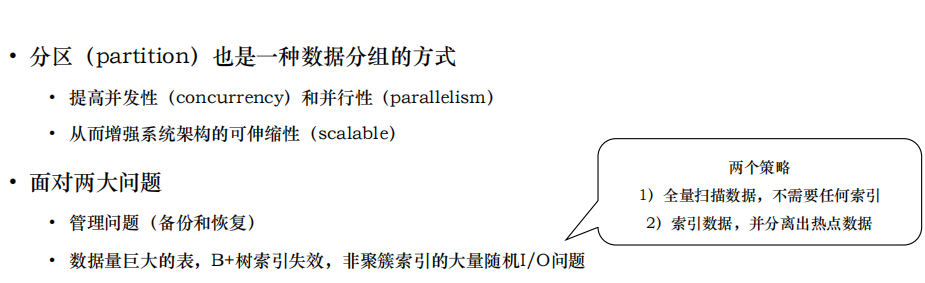 • 分区（partition）也是一种数据分组的方式
• 提高并发性（concurrency）和并行性（parallelism）
• 从而增强系统架构的可伸缩性（scalable）
• 面对两大问题
• 管理问题（备份和恢复）
• 数据量巨大的表，B+树索引失效，非聚簇索引的大量随机I/O问题
两个策略
1）全量扫描数据，不需要任何索引
2）索引数据，并分离出热点数据